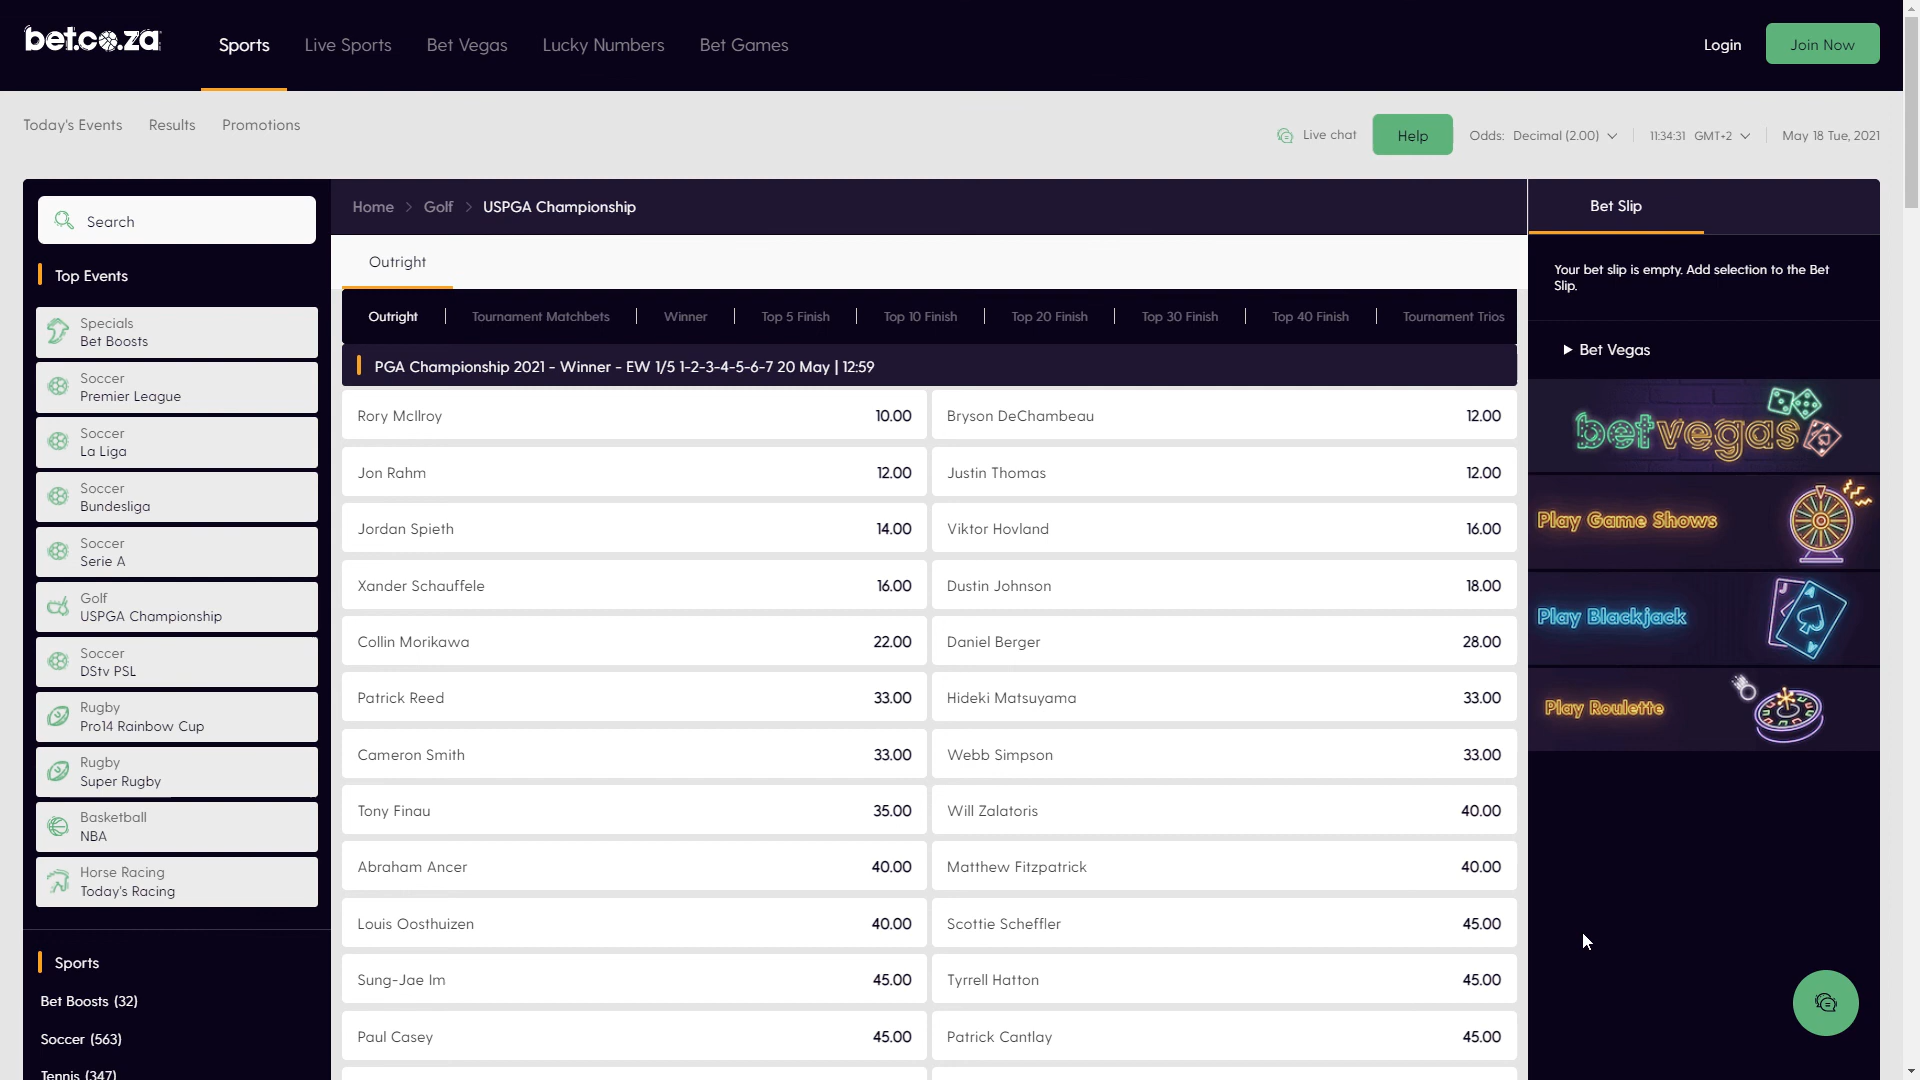 bet.co.za
Sports
Live Sports
Bet Vegas
Lucky Numbers
Bet Games
Login
Join Now
Today's Events
Results
Promotions
Live chat
Help
Odds: Decimal (2.00)
11:34:31 GMT+2
May 18 Tue, 2021
Search
Top Events
Specials
Bet Boosts
Soccer
Premier League
Soccer
La Liga
Soccer
Bundesliga
Soccer
Serie A
Golf
USPGA Championship
Soccer
DStv PSL
Rugby
Pro14 Rainbow Cup
Rugby
Super Rugby
Basketball
NBA
Horse Racing
Today's Racing
Sports
Bet Boosts (32)
Soccer (563)
Tennis (347)
Home > Golf > USPGA Championship
Outright
Outright | Tournament Matchbets | Winner | Top 5 Finish | Top 10 Finish | Top 20 Finish | Top 30 Finish | Top 40 Finish | Tournament Trios
PGA Championship 2021 - Winner - EW 1/5 1-2-3-4-5-6-7 20 May | 12:59
Rory McIlroy 10.00 Bryson DeChambeau 12.00
Jon Rahm 12.00 Justin Thomas 12.00
Jordan Spieth 14.00 Viktor Hovland 16.00
Xander Schauffele 16.00 Dustin Johnson 18.00
Collin Morikawa 22.00 Daniel Berger 28.00
Patrick Reed 33.00 Hideki Matsuyama 33.00
Cameron Smith 33.00 Webb Simpson 33.00
Tony Finau 35.00 Will Zalatoris 40.00
Abraham Ancer 40.00 Matthew Fitzpatrick 40.00
Louis Oosthuizen 40.00 Scottie Scheffler 45.00
Sung-Jae Im 45.00 Tyrrell Hatton 45.00
Paul Casey 45.00 Patrick Cantlay 45.00
Bet Slip
Your bet slip is empty. Add selection to the Bet
Slip.
Bet Vegas
betvegas
Play Game Shows
Play Blackjack
J A
A
Play Roulette